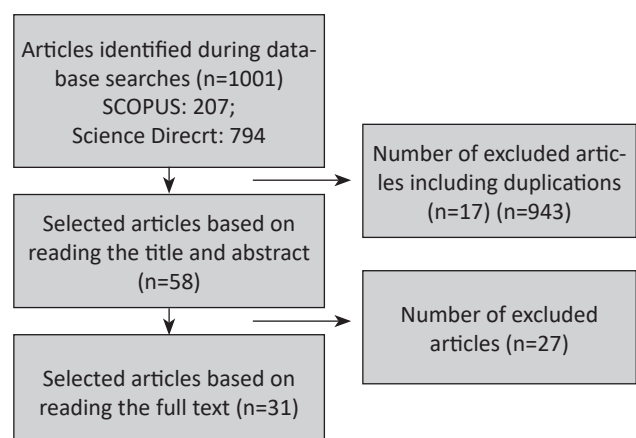 Articles identified during data-
base searches (n=1001)
SCOPUS: 207;
Science Direcrt: 794
Number of excluded artic-
les including duplications
(n=17) (n=943)
Selected articles based on
reading the title and abstract
(n=58)
Number of excluded
articles (n=27)
Selected articles based on
reading the full text (n=31)